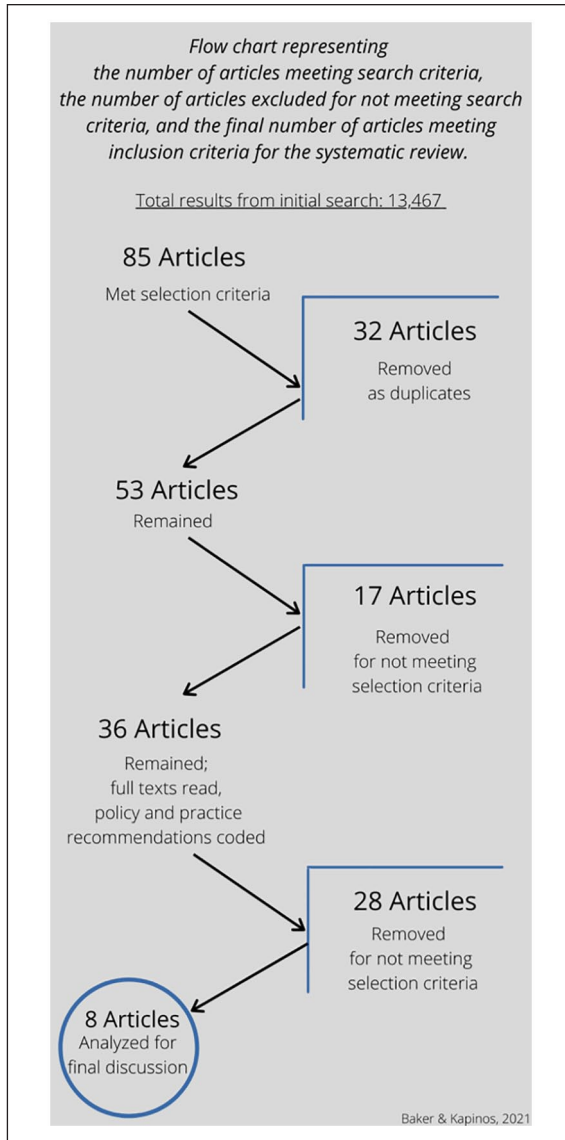 Flow chart representing
the number of articles meeting search criteria,
the number of articles excluded for not meeting search
criteria, and the final number of articles meeting
inclusion criteria for the systematic review.
Total results from initial search: 13,467
85 Articles
Met selection criteria
32 Articles
Removed
as duplicates
53 Articles
Remained
17 Articles
Removed
for not meeting
selection criteria
36 Articles
Remained;
full texts read,
policy and practice
recommendations coded
28 Articles
Removed
for not meeting
selection criteria
8 Articles
Analyzed for
final discussion
Baker & Kapinos, 2021